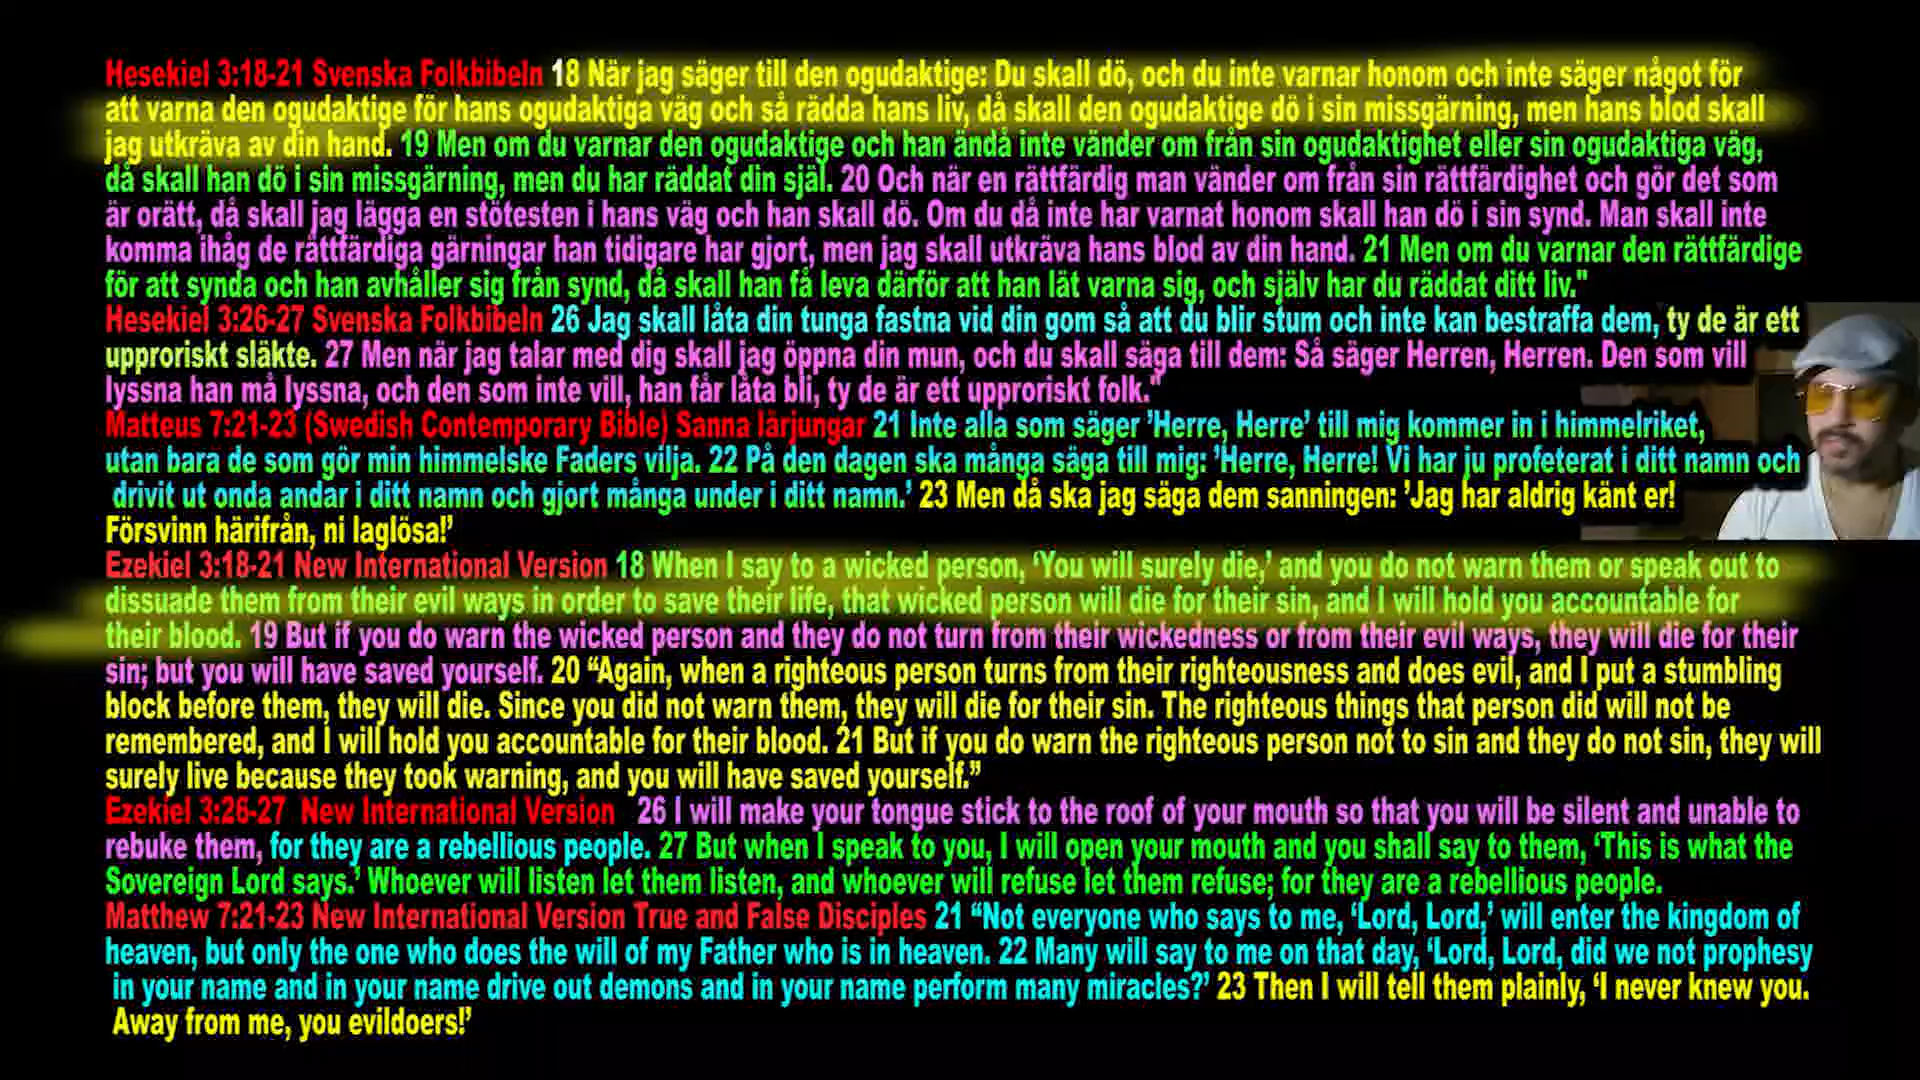 Hesekiel 3:18-21 Svenska Folkbibeln 18 När jag säger till den ogudaktige: Du skall dö, och du inte varnar honom och inte säger något för
att varna den ogudaktige för hans ogudaktiga väg och så rädda hans liv, då skall den ogudaktige dö i sin missgärning, men hans blod skall
jag utkräva av din hand. 19 Men om du varnar den ogudaktige och han ändå inte vänder om från sin ogudaktighet eller sin ogudaktiga väg,
då skall han dö i sin missgärning, men du har räddat din själ. 20 Och när en rättfärdig man vänder om från sin rättfärdighet och gör det som
är orätt, då skall jag lägga en stötesten i hans väg och han skall dö. Om du då inte har varnat honom skall han dö i sin synd. Man skall inte
komma ihåg de rättfärdiga gärningar han tidigare har gjort, men jag skall utkräva hans blod av din hand. 21 Men om du varnar den rättfärdige
för att synda och han avhåller sig från synd, då skall han få leva därför att han lät varna sig, och själv har du räddat ditt liv."
Hesekiel 3:26-27 Svenska Folkbibeln 26 Jag skall låta din tunga fastna vid din gom så att du blir stum och inte kan bestraffa dem, ty de är ett
upproriskt släkte. 27 Men när jag talar med dig skall jag öppna din mun, och du skall säga till dem: Så säger Herren, Herren. Den som vill
lyssna han må lyssna, och den som inte vill, han får låta bli, ty de är ett upproriskt folk."
Matteus 7:21-23 (Swedish Contemporary Bible) Sanna lärjungar 21 Inte alla som säger ’Herre, Herre’ till mig kommer in i himmelriket,
utan bara de som gör min himmelske Faders vilja. 22 På den dagen ska många säga till mig: ’Herre, Herre! Vi har ju profeterat i ditt namn och
drivit ut onda andar i ditt namn och gjort många under i ditt namn.’ 23 Men då ska jag säga dem sanningen: ’Jag har aldrig känt er!
Försvinn härifrån, ni laglösa!’
Ezekiel 3:18-21 New International Version 18 When I say to a wicked person, ‘You will surely die,’ and you do not warn them or speak out to
dissuade them from their evil ways in order to save their life, that wicked person will die for their sin, and I will hold you accountable for
their blood. 19 But if you do warn the wicked person and they do not turn from their wickedness or from their evil ways, they will die for their
sin; but you will have saved yourself. 20 “Again, when a righteous person turns from their righteousness and does evil, and I put a stumbling
block before them, they will die. Since you did not warn them, they will die for their sin. The righteous things that person did will not be
remembered, and I will hold you accountable for their blood. 21 But if you do warn the righteous person not to sin and they do not sin, they will
surely live because they took warning, and you will have saved yourself.”
Ezekiel 3:26-27 New International Version 26 I will make your tongue stick to the roof of your mouth so that you will be silent and unable to
rebuke them, for they are a rebellious people. 27 But when I speak to you, I will open your mouth and you shall say to them, ‘This is what the
Sovereign Lord says.’ Whoever will listen let them listen, and whoever will refuse let them refuse; for they are a rebellious people.
Matthew 7:21-23 New International Version True and False Disciples 21 “Not everyone who says to me, ‘Lord, Lord,’ will enter the kingdom of
heaven, but only the one who does the will of my Father who is in heaven. 22 Many will say to me on that day, ‘Lord, Lord, did we not prophesy
in your name and in your name drive out demons and in your name perform many miracles?’ 23 Then I will tell them plainly, ‘I never knew you.
Away from me, you evildoers!’